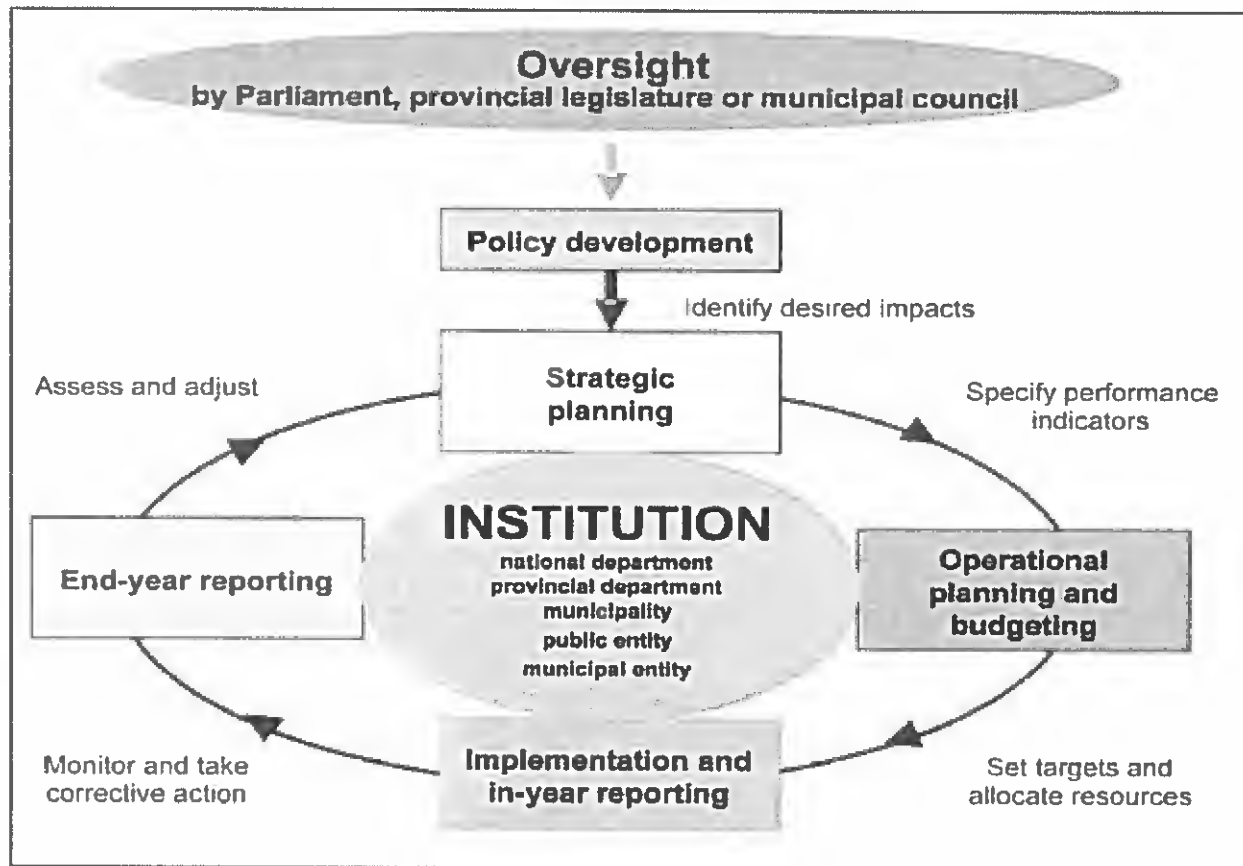 Oversight
by Parliament, provincial legislature or municipal council
Policy development
Identify desired impacts
Strategic
planning
Assess and adjust
Specify performance
indicators
INSTITUTION
national department
provincial department
municipality
public entity
municipal entity
End-year reporting
Operational
planning and
budgeting
Implementation and
in-year reporting
Monitor and take
corrective action
Set targets and
allocate resources